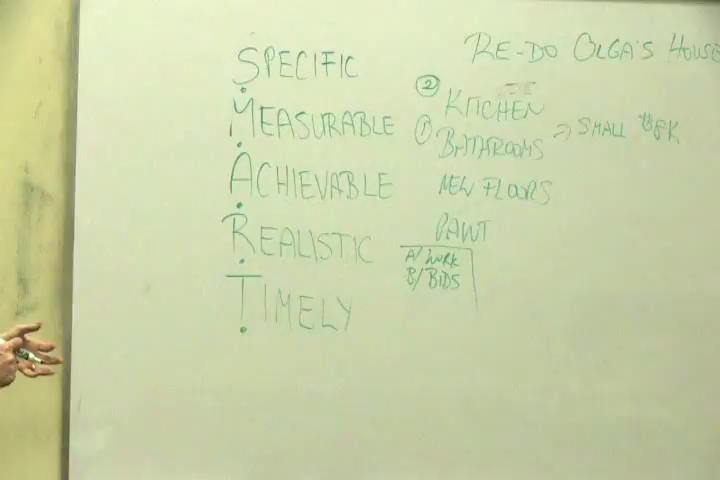 SPECIFIC
MEASURABLE
ACHIEVABLE
REALISTIC
TIMELY
RE-DO OLGA'S HOUSE
② KITCHEN
① BATHROOMS => SMALL $8K
NEW FLOORS
PAINT
A/ WORK
B/ BIDS